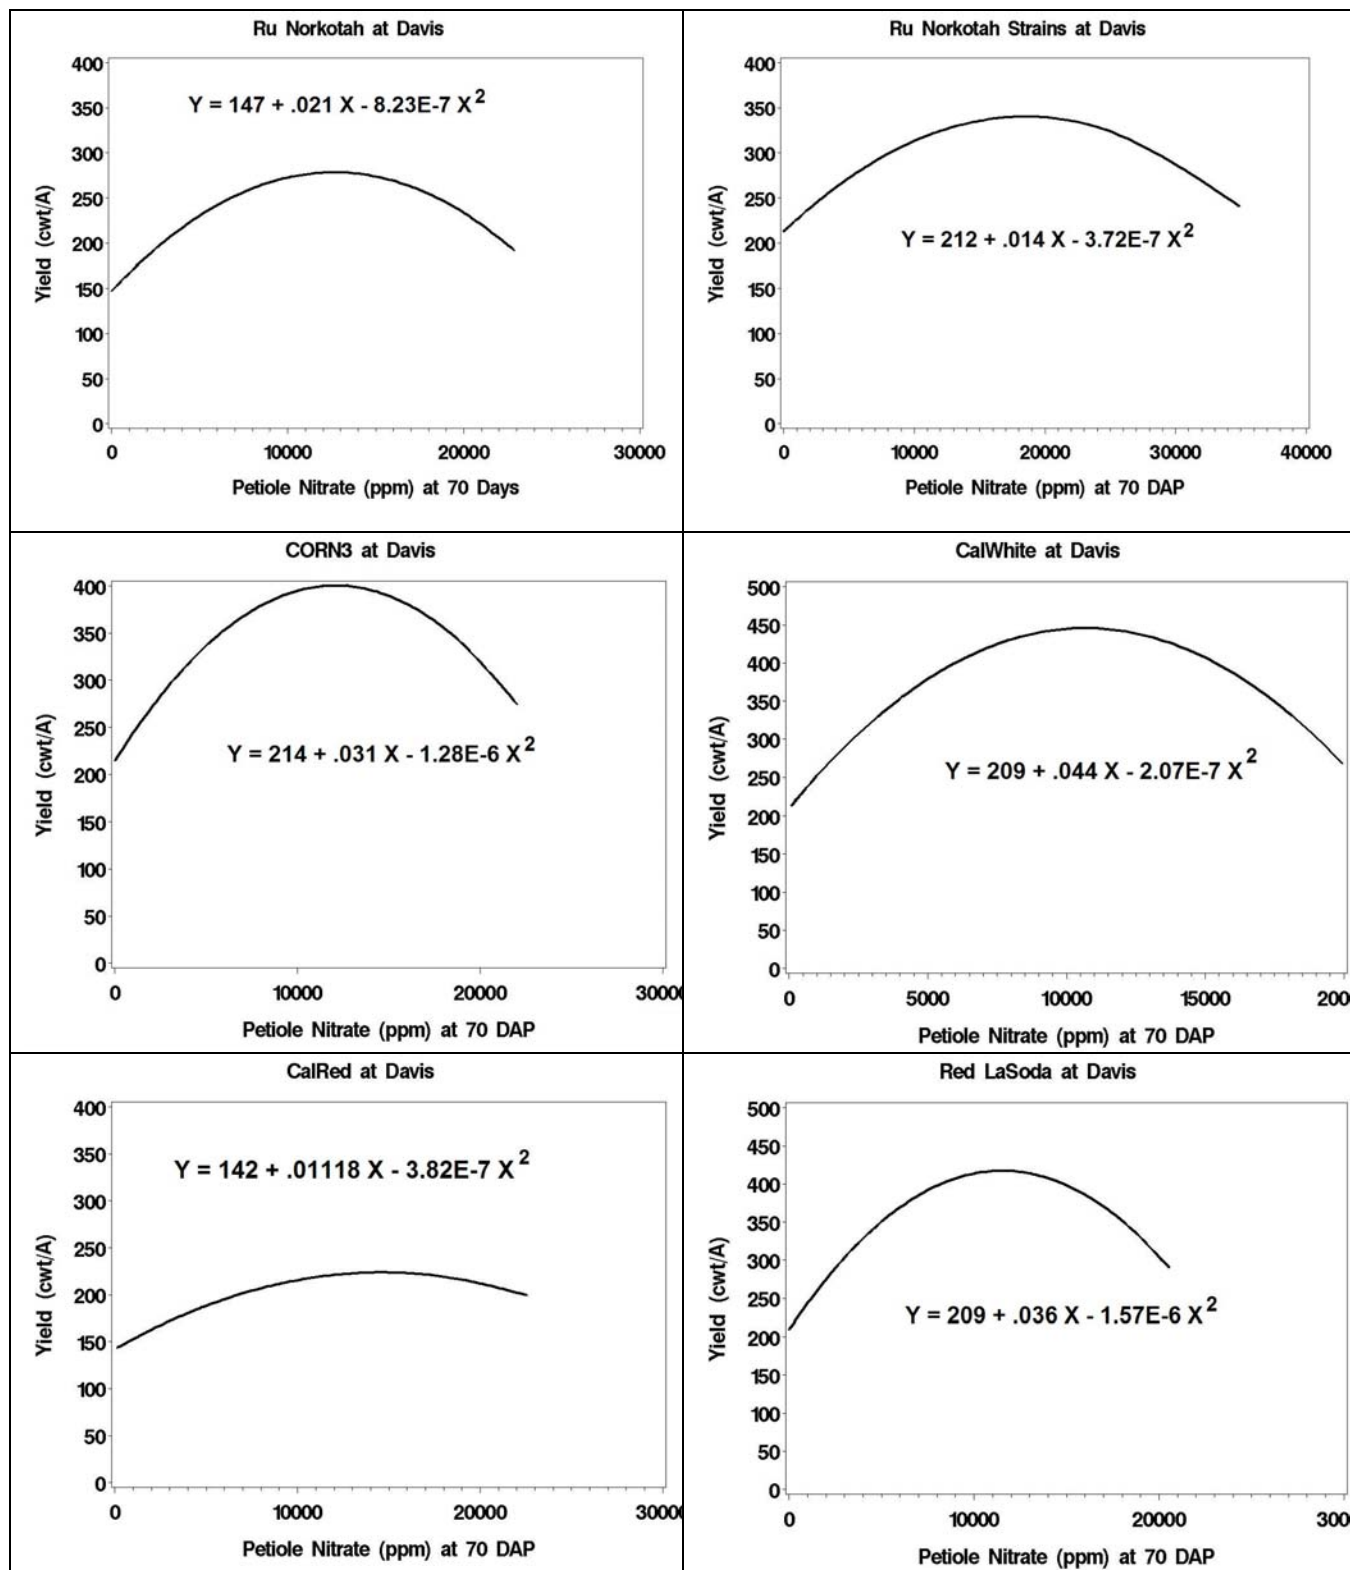 Ru Norkotah at Davis
400
350
300
250
200
150
100
50
0
Yield (cwt/A)
Y = 147 + .021 X - 8.23E-7 X²
0 10000 20000 30000
Petiole Nitrate (ppm) at 70 Days
Ru Norkotah Strains at Davis
400
350
300
250
200
150
100
50
0
Yield (cwt/A)
Y = 212 + .014 X - 3.72E-7 X²
0 10000 20000 30000 40000
Petiole Nitrate (ppm) at 70 DAP
CORN3 at Davis
400
350
300
250
200
150
100
50
0
Yield (cwt/A)
Y = 214 + .031 X - 1.28E-6 X²
0 10000 20000 3000
Petiole Nitrate (ppm) at 70 DAP
CalWhite at Davis
500
450
400
350
300
250
200
150
100
50
0
Yield (cwt/A)
Y = 209 + .044 X - 2.07E-7 X²
0 5000 10000 15000 200
Petiole Nitrate (ppm) at 70 DAP
CalRed at Davis
400
350
300
250
200
150
100
50
0
Yield (cwt/A)
Y = 142 + .01118 X - 3.82E-7 X²
0 10000 20000 3000
Petiole Nitrate (ppm) at 70 DAP
Red LaSoda at Davis
500
450
400
350
300
250
200
150
100
50
0
Yield (cwt/A)
Y = 209 + .036 X - 1.57E-6 X²
0 10000 20000 300
Petiole Nitrate (ppm) at 70 DAP